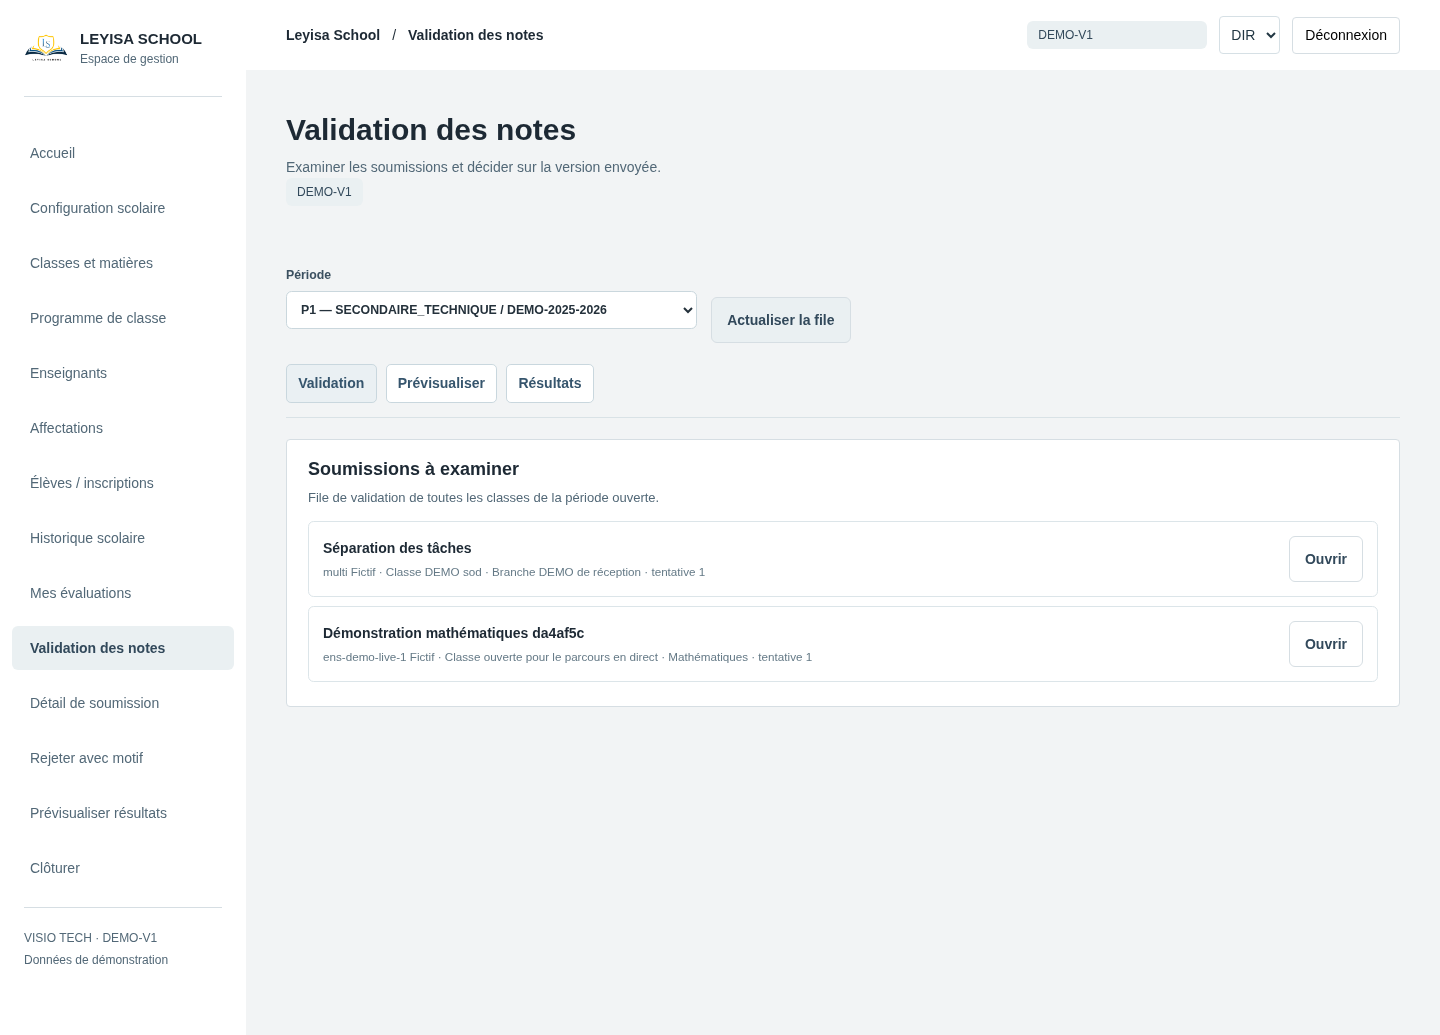 LEYISA SCHOOL
Espace de gestion
Leyisa School / Validation des notes
DEMO-V1
DIR
Déconnexion
Accueil
Configuration scolaire
Classes et matières
Programme de classe
Enseignants
Affectations
Élèves / inscriptions
Historique scolaire
Mes évaluations
Validation des notes
Détail de soumission
Rejeter avec motif
Prévisualiser résultats
Clôturer
VISIO TECH · DEMO-V1
Données de démonstration
Validation des notes
Examiner les soumissions et décider sur la version envoyée.
DEMO-V1
Période
P1 — SECONDAIRE_TECHNIQUE / DEMO-2025-2026
Actualiser la file
Validation
Prévisualiser
Résultats
Soumissions à examiner
File de validation de toutes les classes de la période ouverte.
Séparation des tâches
multi Fictif · Classe DEMO sod · Branche DEMO de réception · tentative 1
Ouvrir
Démonstration mathématiques da4af5c
ens-demo-live-1 Fictif · Classe ouverte pour le parcours en direct · Mathématiques · tentative 1
Ouvrir